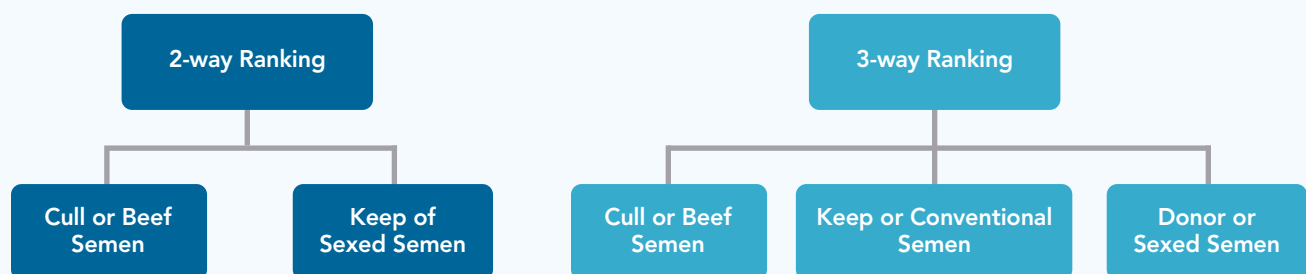 2-way Ranking
3-way Ranking
Cull or Beef
Semen
Keep of
Sexed Semen
Cull or Beef
Semen
Keep or Conventional
Semen
Donor or
Sexed Semen